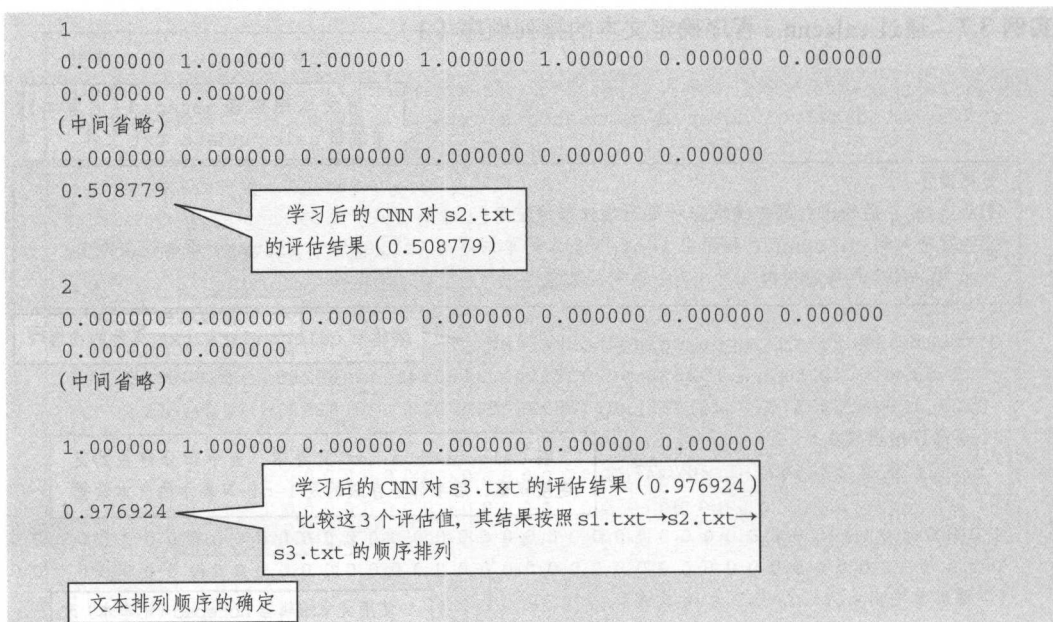 1
0.000000 1.000000 1.000000 1.000000 1.000000 0.000000 0.000000
0.000000 0.000000
(中间省略)
0.000000 0.000000 0.000000 0.000000 0.000000 0.000000
0.508779
学习后的 CNN 对 s2.txt
的评估结果（0.508779）
2
0.000000 0.000000 0.000000 0.000000 0.000000 0.000000 0.000000
0.000000 0.000000
(中间省略)
1.000000 1.000000 0.000000 0.000000 0.000000 0.000000
0.976924
学习后的 CNN 对 s3.txt 的评估结果（0.976924）
比较这3个评估值，其结果按照 s1.txt→s2.txt→
s3.txt 的顺序排列
文本排列顺序的确定